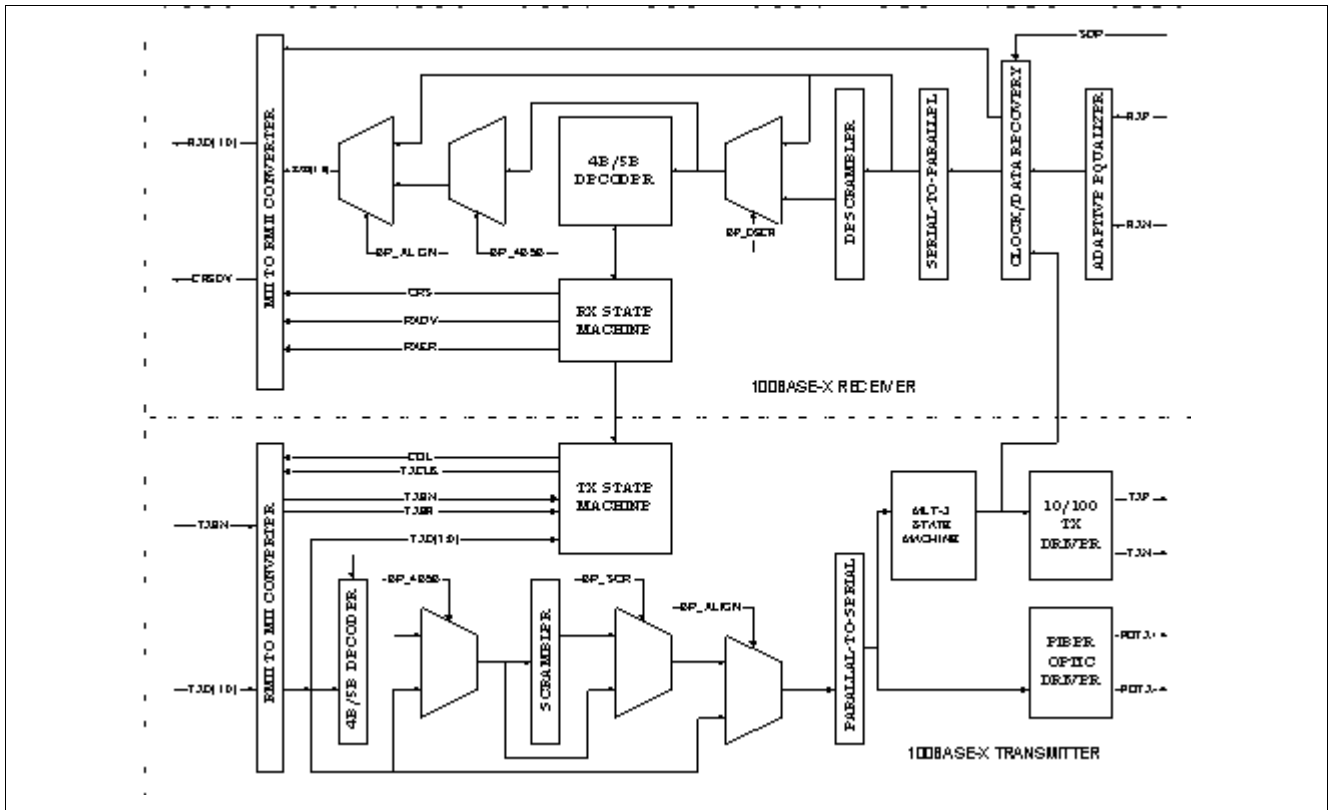 SDP
MII TO RMII CONVERTER
4B/5B
DECODER
DESCRAMBLER
SERIAL-TO-PARALLEL
CLOCK/DATA RECOVERY
ADAPTIVE EQUALIZER
RXP
RXN
RXD(1:0)
BP_ALIGN
BP_4B5B
BP_DSCR
CRSDV
CRS
RXDV
RXER
RX STATE
MACHINE
100BASE-X RECEIVER
RMII TO MII CONVERTER
COL
TXCLK
TXEN
TXER
TXD(1:0)
TX STATE
MACHINE
TXEN
TXD(1:0)
4B/5B DECODER
BP_4B5B
SCRAMBLER
BP_SCR
BP_ALIGN
PARALLAL-TO-SERIAL
MLT-3
STATE
MACHINE
10/100
TX
DRIVER
TXP
TXN
FIBER
OPTIC
DRIVER
100BASE-X TRANSMITTER